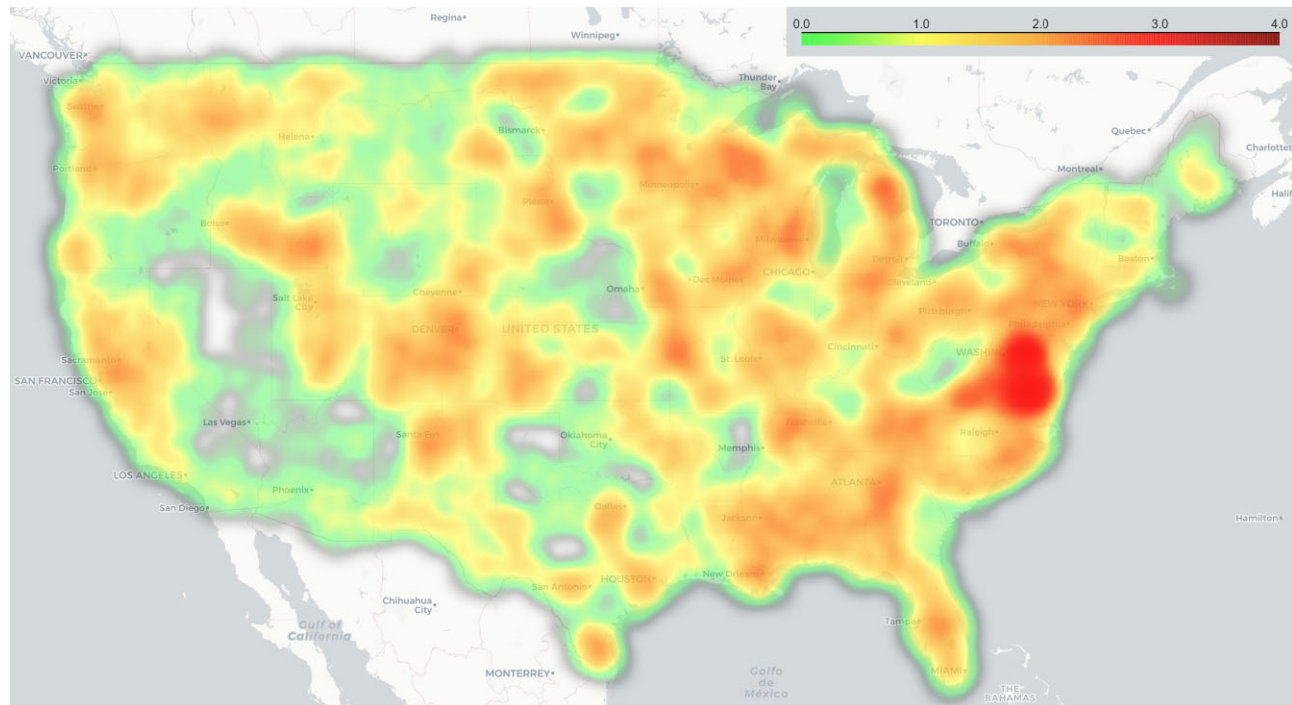 0.0 1.0 2.0 3.0 4.0
Regina
Winnipeg
VANCOUVER
Victoria
Thunder
Bay
Seattle
Quebec
Bismarck
Helena
Charlottet
Montreal
Portland
Minneapolis
Halif
Pierre
Boise
TORONTO
Buffalo
Milwaukee
Boston
Detroit
CHICAGO
Des Moines
Cleveland
Omaha
Salt Lake
City
Cheyenne
NEW YORK
Pittsburgh
Philadelphia
DENVER
UNITED STATES
Cincinnati
WASHIN
Sacramento
St. Louis
SAN FRANCISCO
San Jose
Las Vegas
Santa Fe
Oklahoma
City
Nashville
Raleigh
Memphis
LOS ANGELES
Phoenix
ATLANTA
San Diego
Dallas
Jackson
Hamilton
New Orleans
San Antonio
HOUSTON
Chihuahua
City
Gulf of
California
Tampa
MONTERREY
MIAMI
Golfo
de
México
THE
BAHAMAS